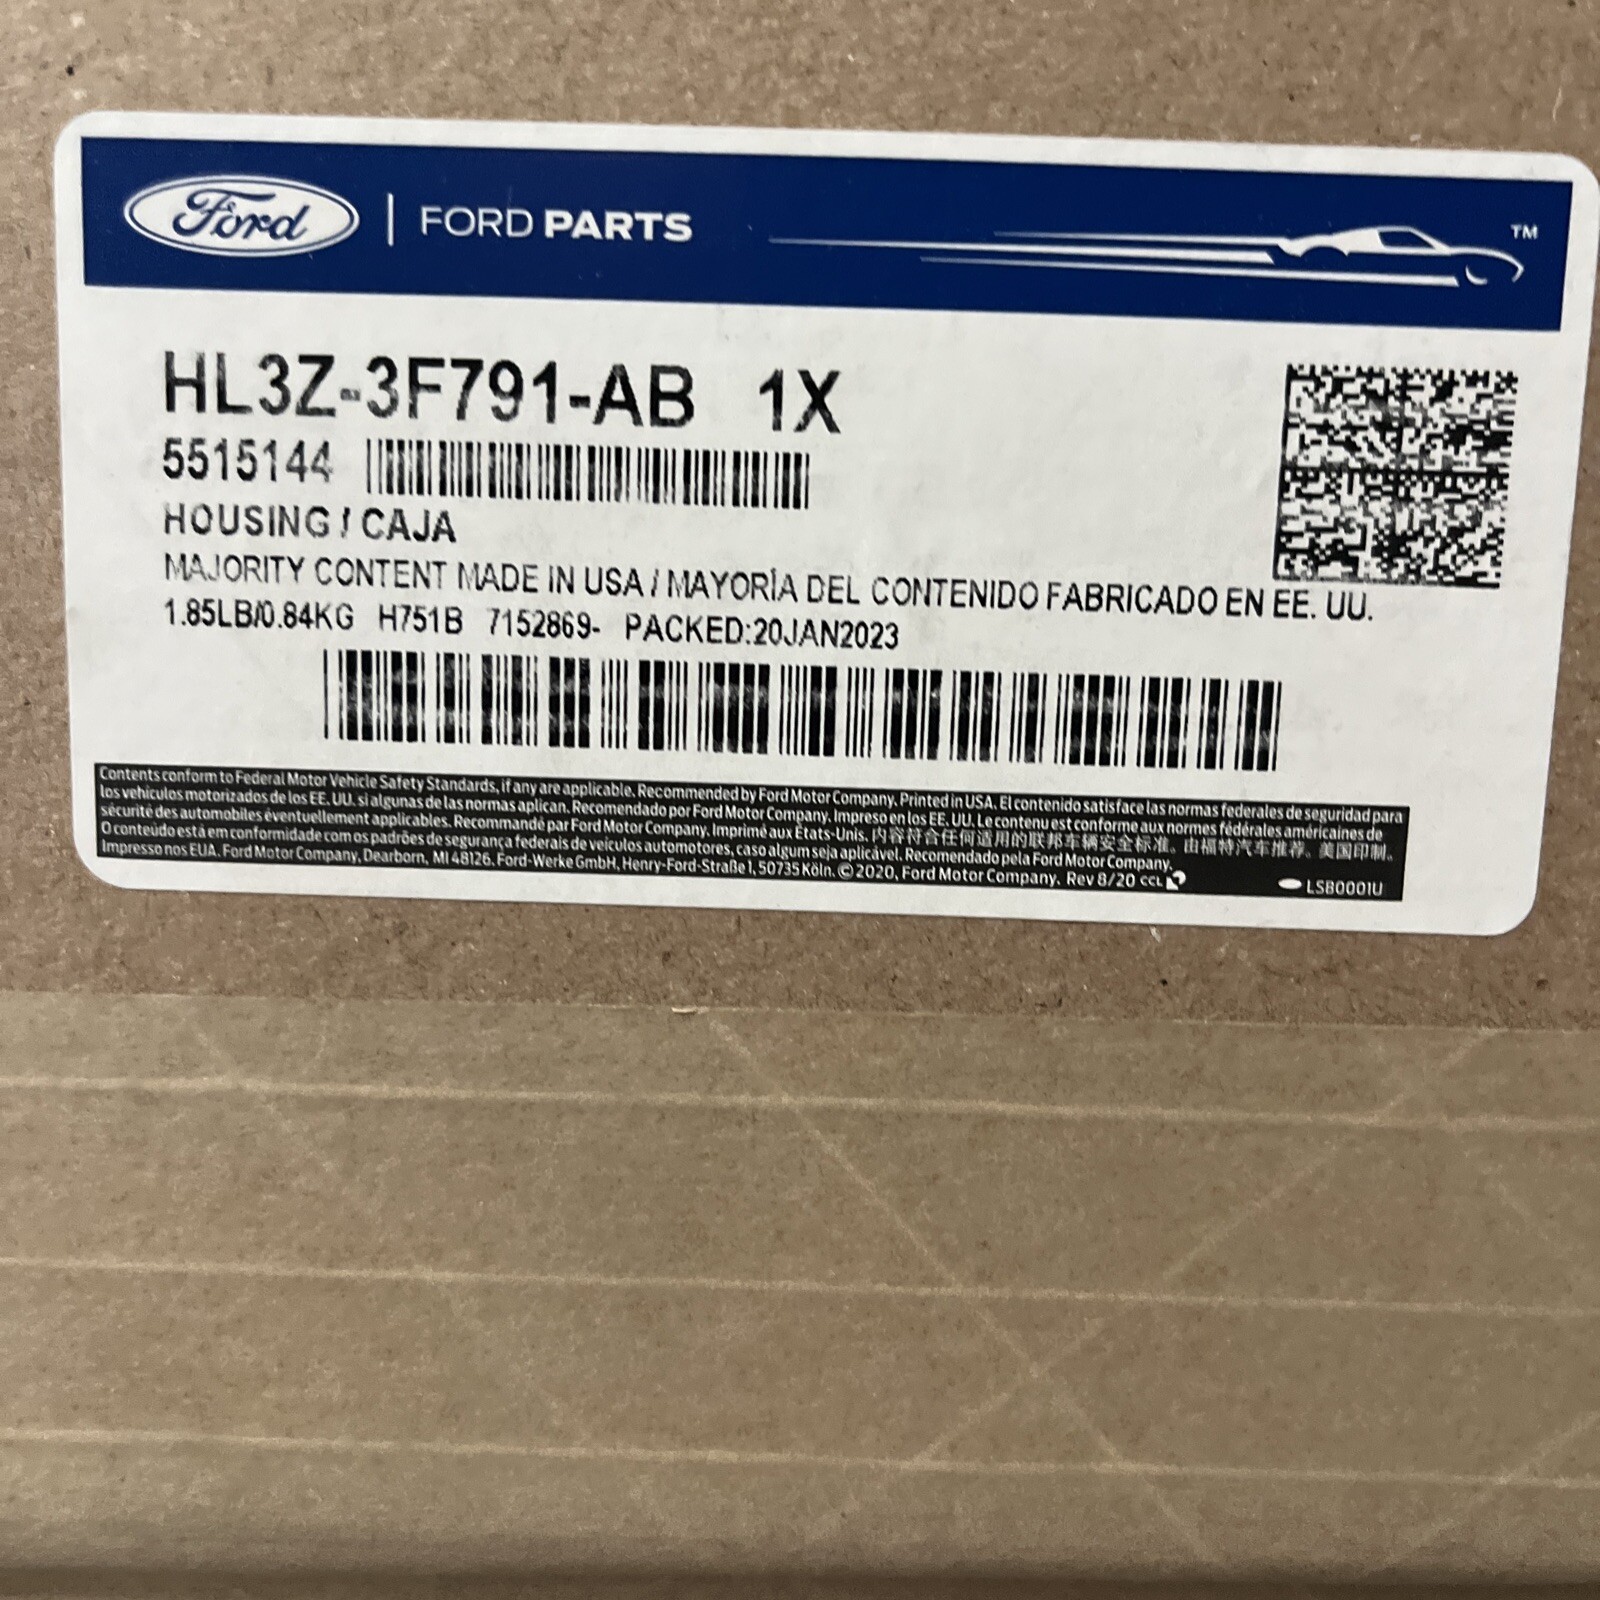 Ford | FORD PARTS TM
HL3Z-3F791-AB 1X
5515144
HOUSING / CAJA
MAJORITY CONTENT MADE IN USA / MAYORÍA DEL CONTENIDO FABRICADO EN EE. UU.
1.85LB/0.84KG H751B 7152869- PACKED:20JAN2023
Contents conform to Federal Motor Vehicle Safety Standards, if any are applicable. Recommended by Ford Motor Company. Printed in USA. El contenido satisface las normas federales de seguridad para
los vehículos motorizados de los EE. UU. si algunas de las normas aplican. Recomendado por Ford Motor Company. Impreso en los EE. UU. Le contenu est conforme aux normes fédérales américaines de
sécurité des automobiles éventuellement applicables. Recommandé par Ford Motor Company. Imprimé aux États-Unis. 内容符合任何适用的联邦车辆安全标准。由福特汽车推荐。美国印制。
O conteúdo está em conformidade com os padrões de segurança federais de veículos automotores, caso algum seja aplicável. Recomendado pela Ford Motor Company.
Impresso nos EUA. Ford Motor Company, Dearborn, MI 48126. Ford-Werke GmbH, Henry-Ford-Straße 1, 50735 Köln. © 2020, Ford Motor Company. Rev 8/20 CCL
LSB0001U